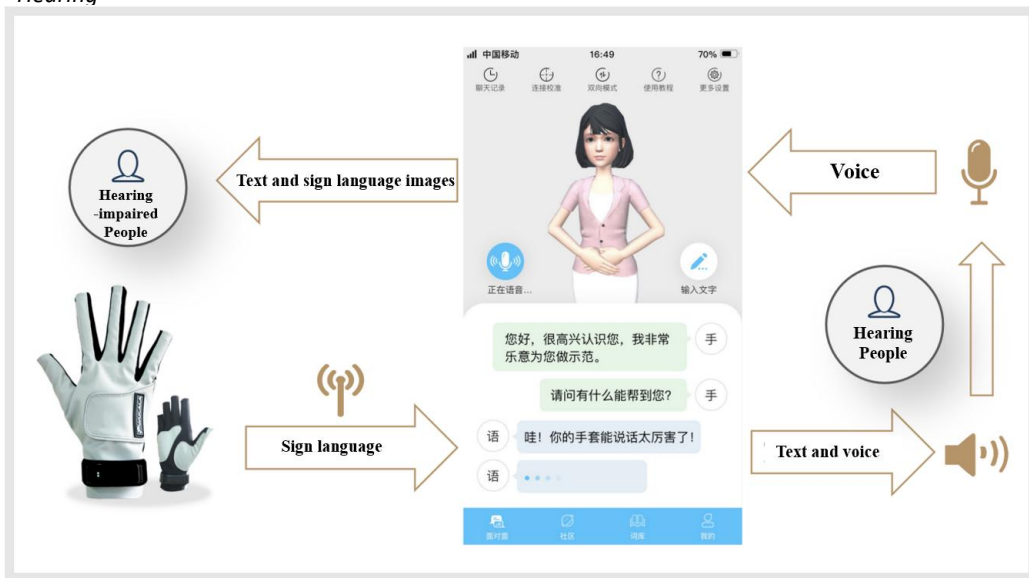 Hearing
中国移动
16:49
70%
聊天记录
连接校准
双向模式
使用教程
更多设置
Hearing
-impaired
People
Text and sign language images
Voice
正在语音...
输入文字
Hearing
People
您好，很高兴认识您，我非常
乐意为您做示范。
手
请问有什么能帮到您?
手
语
哇！你的手套能说话太厉害了！
语
Sign language
Text and voice
面对面
社区
词库
我的